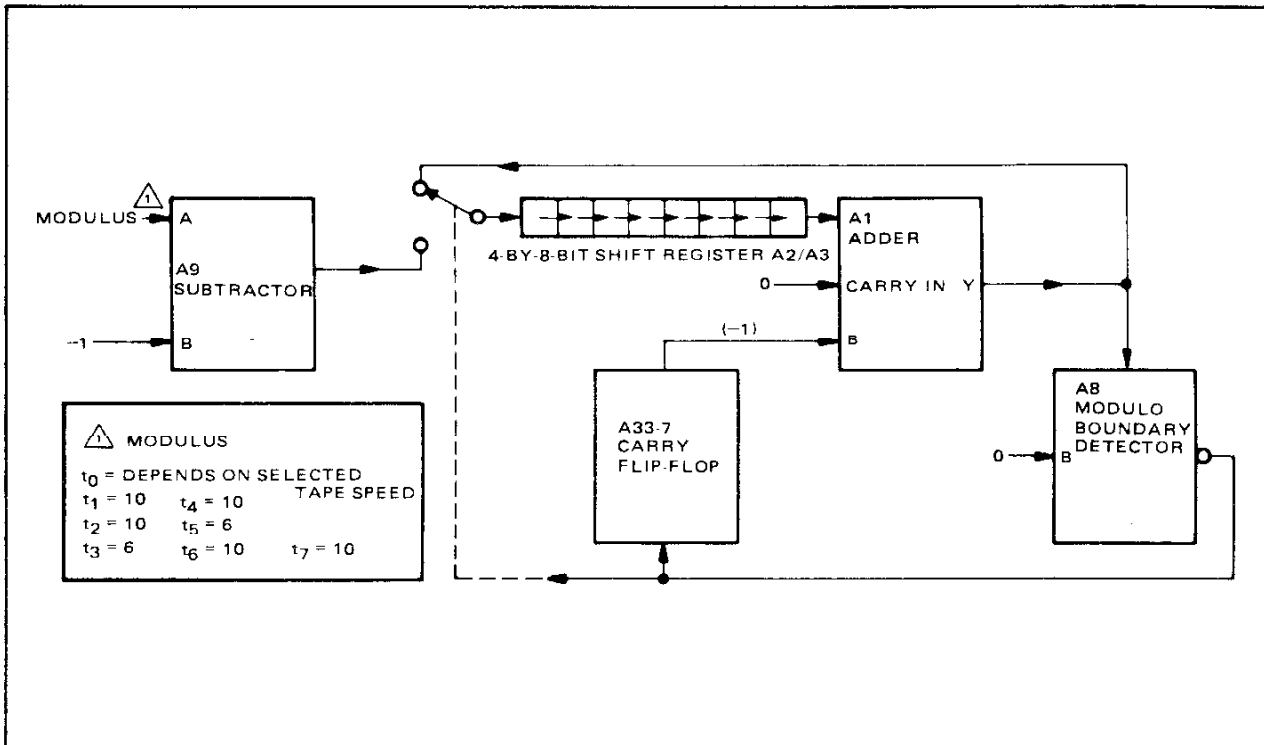 MODULUS
1
A
A9
SUBTRACTOR
-1
B
4-BY-8-BIT SHIFT REGISTER A2/A3
A1
ADDER
0
CARRY IN Y
(-1)
B
A33-7
CARRY
FLIP-FLOP
A8
MODULO
BOUNDARY
DETECTOR
0
B
1 MODULUS
t0 = DEPENDS ON SELECTED
TAPE SPEED
t1 = 10 t4 = 10
t2 = 10 t5 = 6
t3 = 6 t6 = 10 t7 = 10